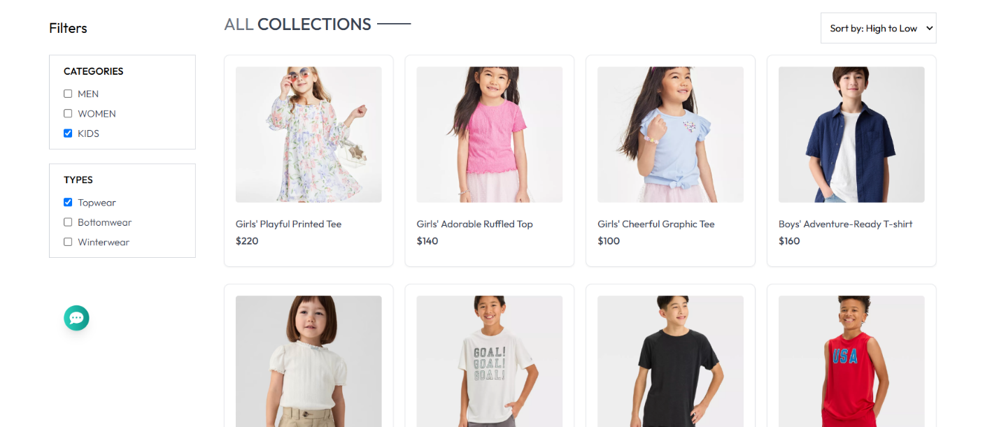 Filters
ALL COLLECTIONS
Sort by: High to Low
CATEGORIES
MEN
WOMEN
KIDS
TYPES
Topwear
Bottomwear
Winterwear
Girls' Playful Printed Tee
$220
Girls' Adorable Ruffled Top
$140
Girls' Cheerful Graphic Tee
$100
Boys' Adventure-Ready T-shirt
$160
GOAL!
GOAL!
GOAL!
USA